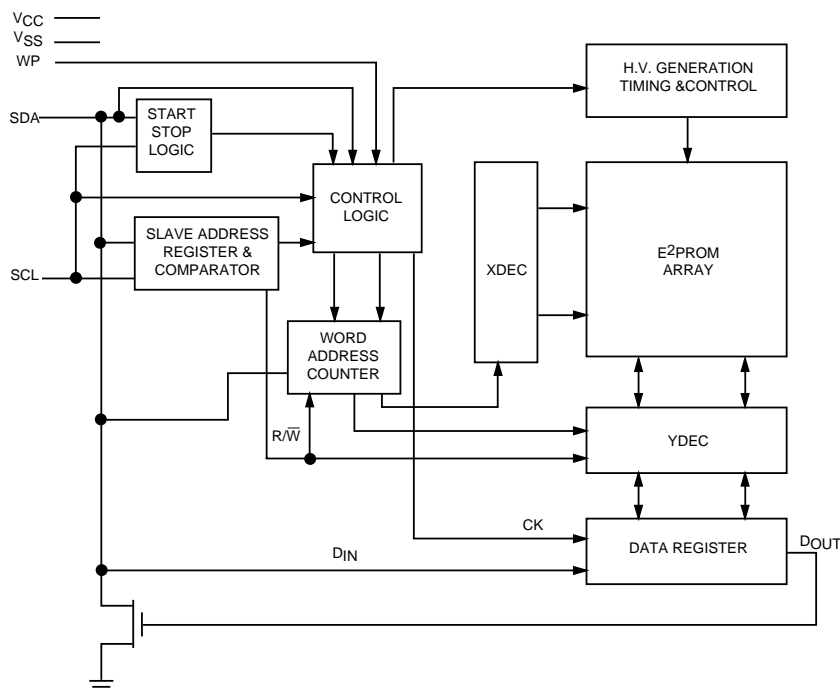 VCC
VSS
WP
SDA
SCL
START
STOP
LOGIC
SLAVE ADDRESS
REGISTER &
COMPARATOR
CONTROL
LOGIC
WORD
ADDRESS
COUNTER
R/W̅
H.V. GENERATION
TIMING &CONTROL
XDEC
E²PROM
ARRAY
YDEC
CK
DIN
DATA REGISTER
DOUT